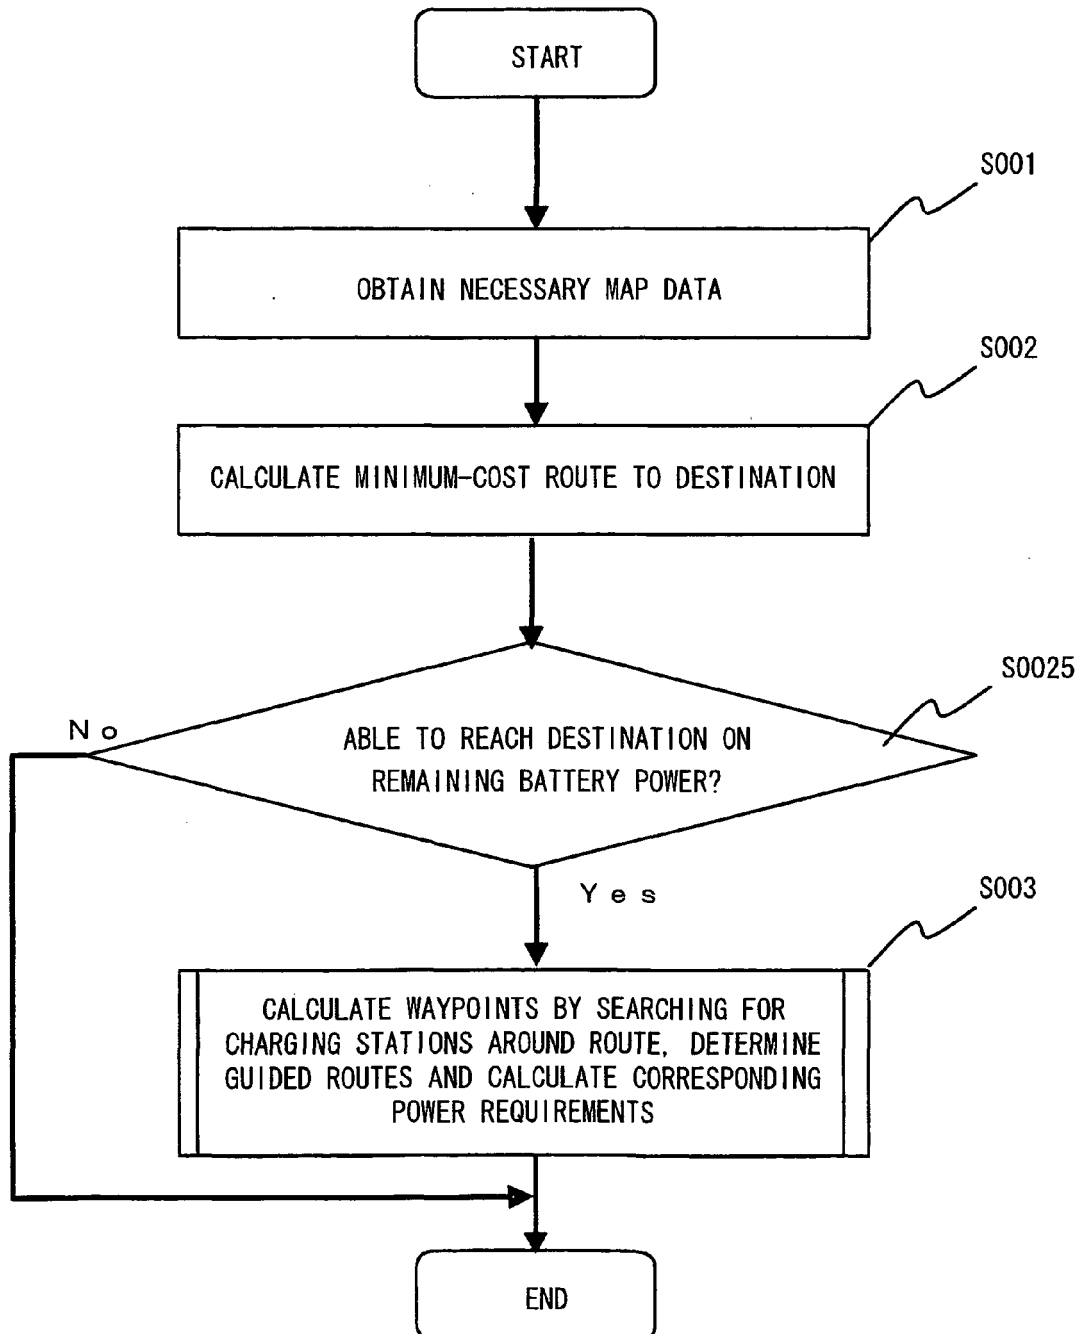 START
S001
OBTAIN NECESSARY MAP DATA
S002
CALCULATE MINIMUM-COST ROUTE TO DESTINATION
S0025
No
ABLE TO REACH DESTINATION ON
REMAINING BATTERY POWER?
Yes
S003
CALCULATE WAYPOINTS BY SEARCHING FOR
CHARGING STATIONS AROUND ROUTE, DETERMINE
GUIDED ROUTES AND CALCULATE CORRESPONDING
POWER REQUIREMENTS
END